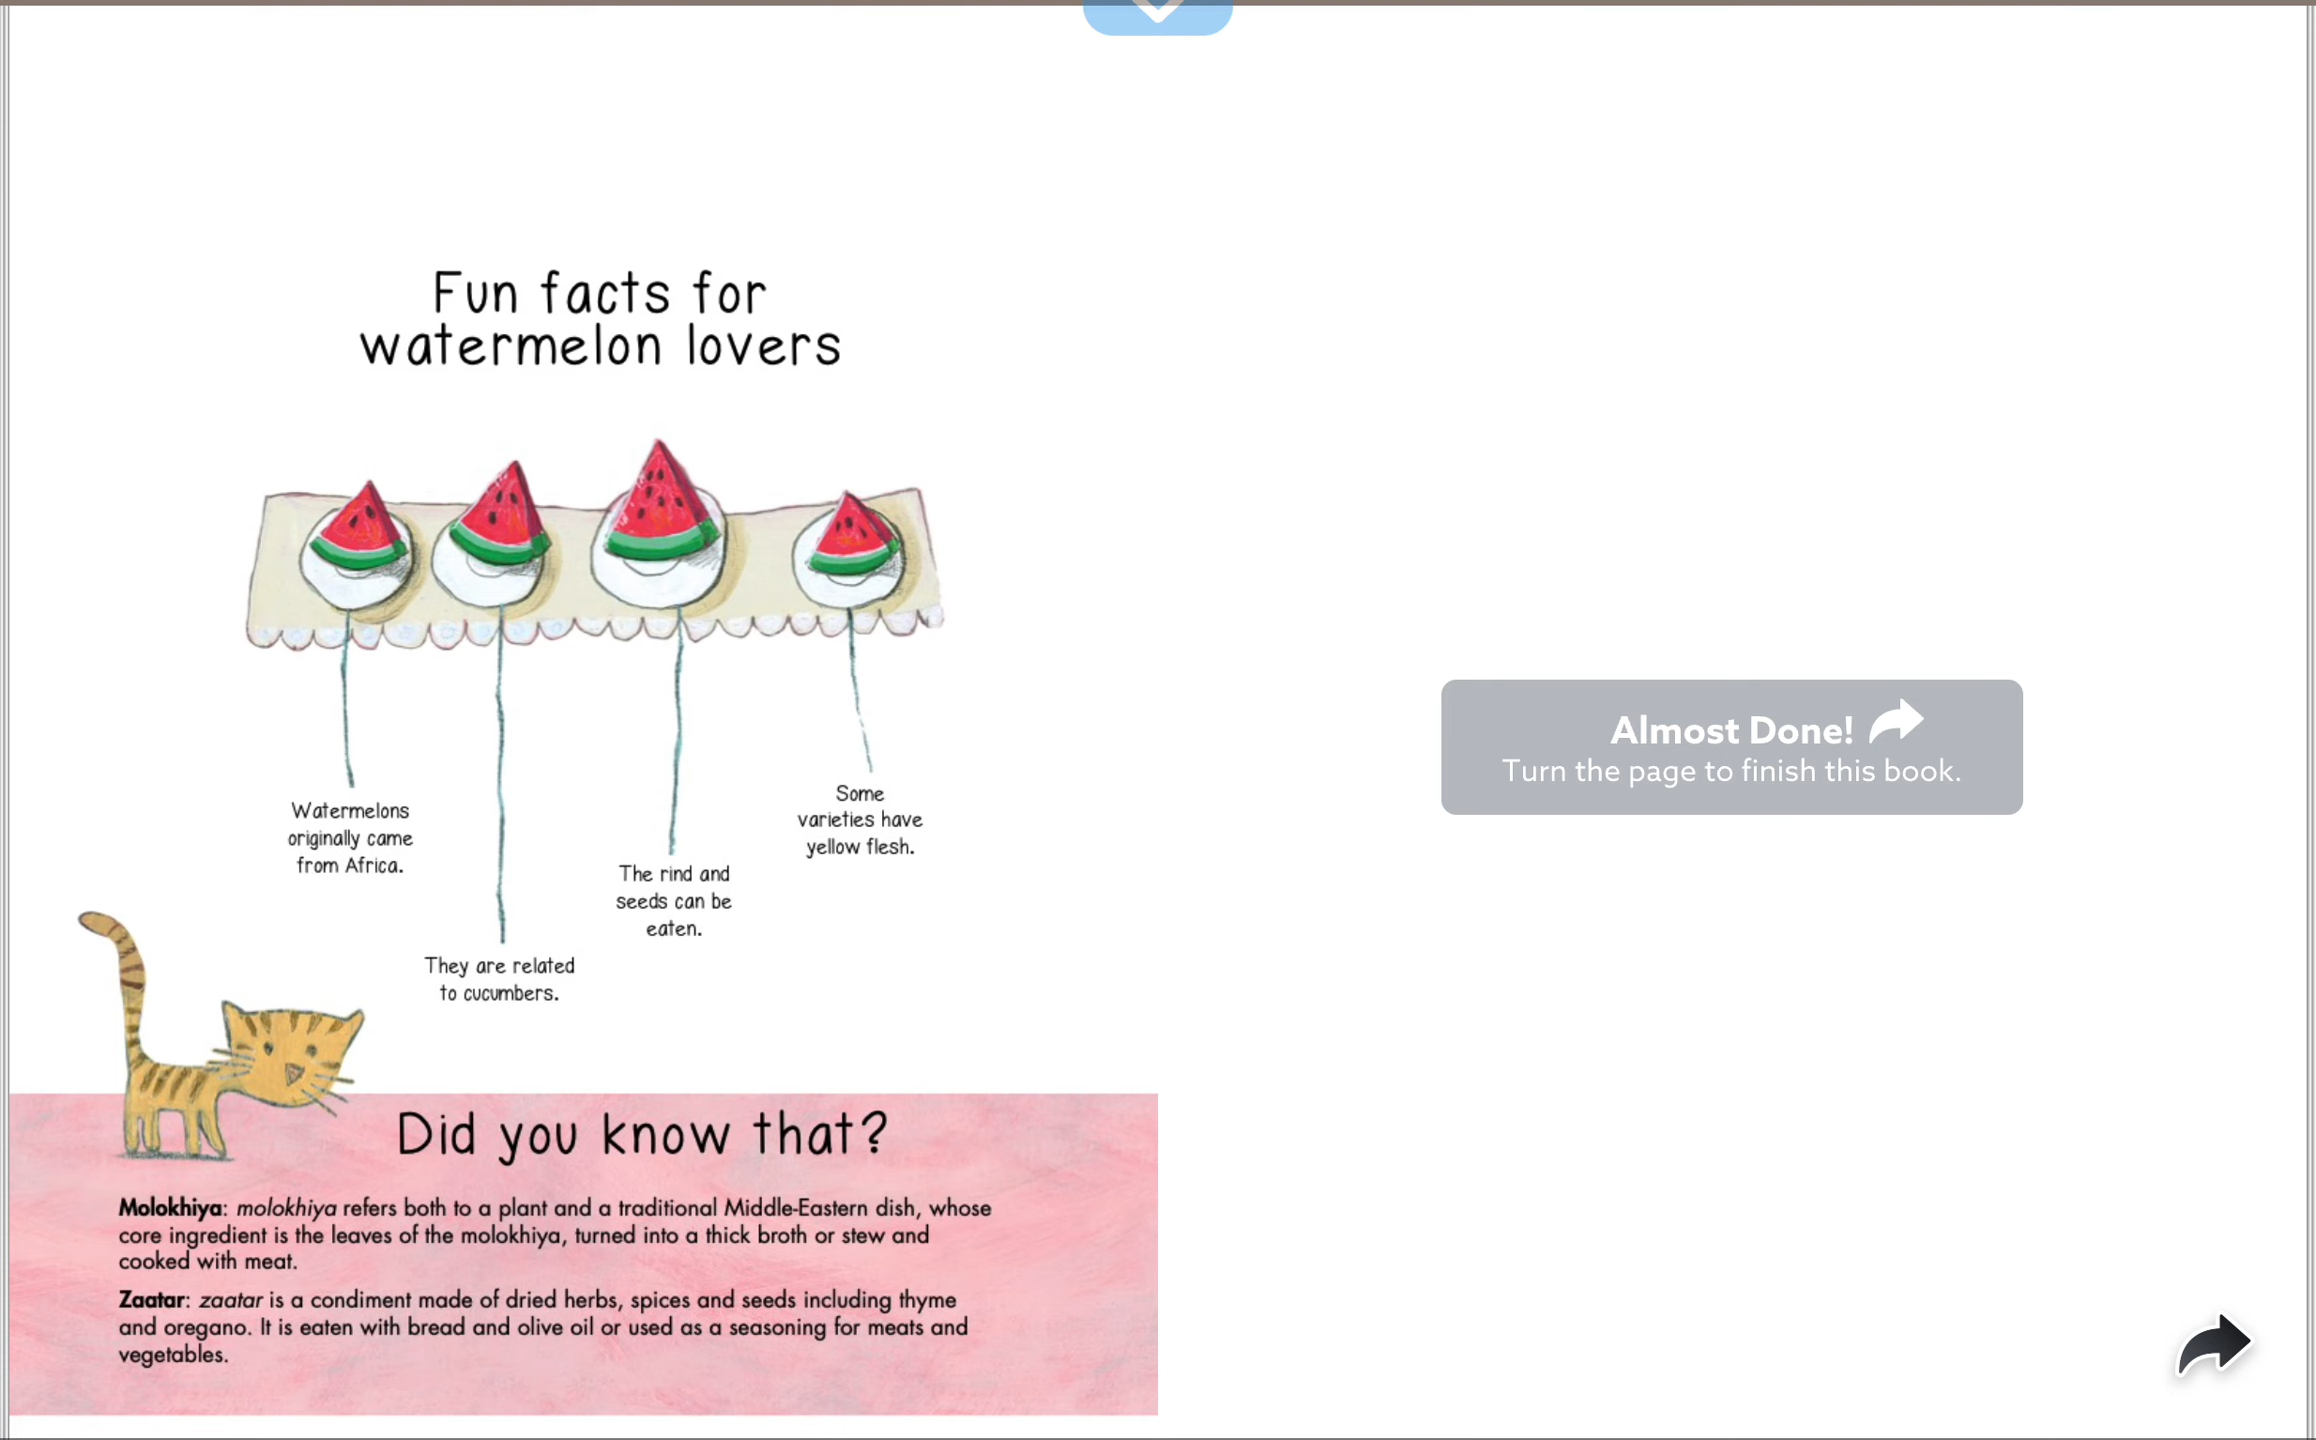 Fun facts for
watermelon lovers
Watermelons
originally came
from Africa.
They are related
to cucumbers.
The rind and
seeds can be
eaten.
Some
varieties have
yellow flesh.
Did you know that?
Molokhiya: molokhiya refers both to a plant and a traditional Middle-Eastern dish, whose
core ingredient is the leaves of the molokhiya, turned into a thick broth or stew and
cooked with meat.
Zaatar: zaatar is a condiment made of dried herbs, spices and seeds including thyme
and oregano. It is eaten with bread and olive oil or used as a seasoning for meats and
vegetables.
Almost Done!
Turn the page to finish this book.